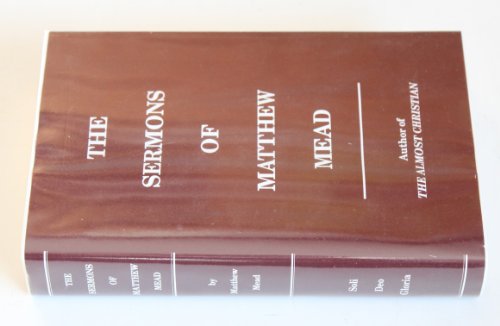 THE
SERMONS
OF
MATTHEW
MEAD
Author of
THE ALMOST CHRISTIAN
THE
SERMONS
OF
MATTHEW
MEAD
by
Matthew
Mead
Soli
Deo
Gloria